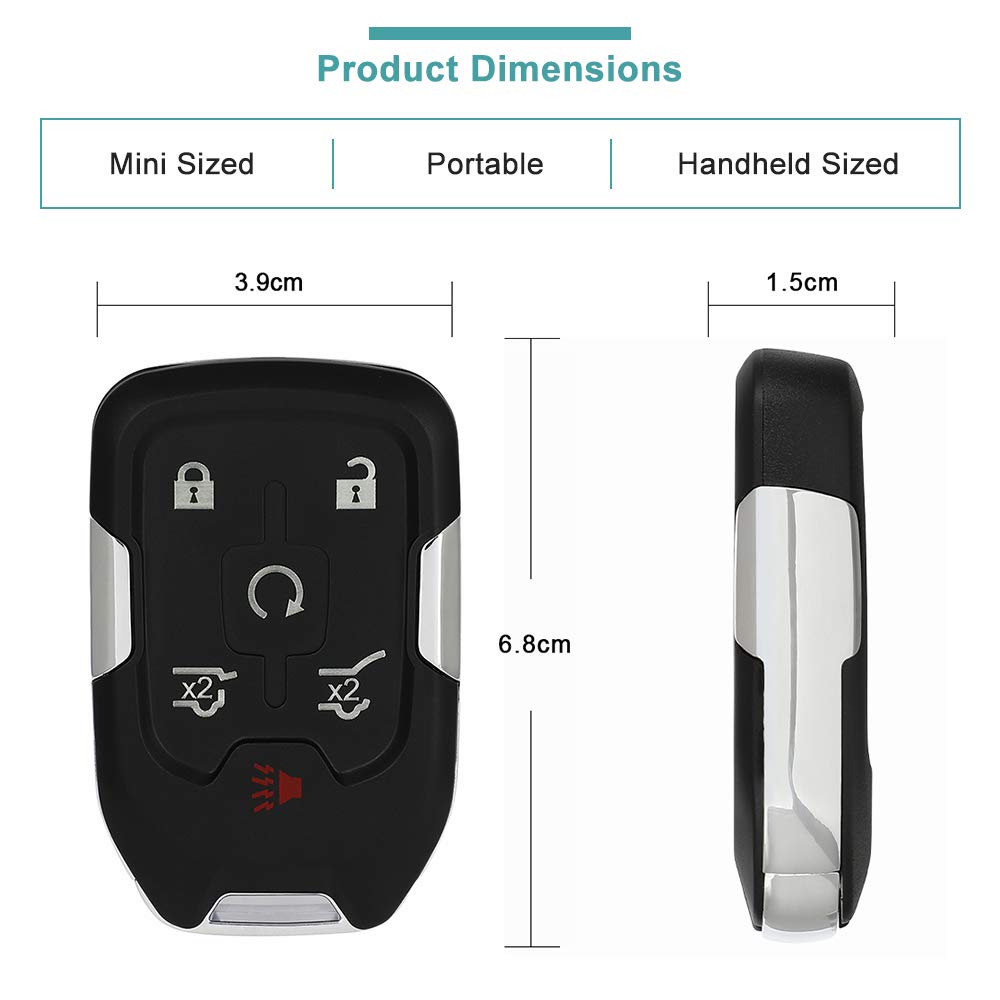 Product Dimensions
Mini Sized
Portable
Handheld Sized
3.9cm
1.5cm
6.8cm
x2
x2